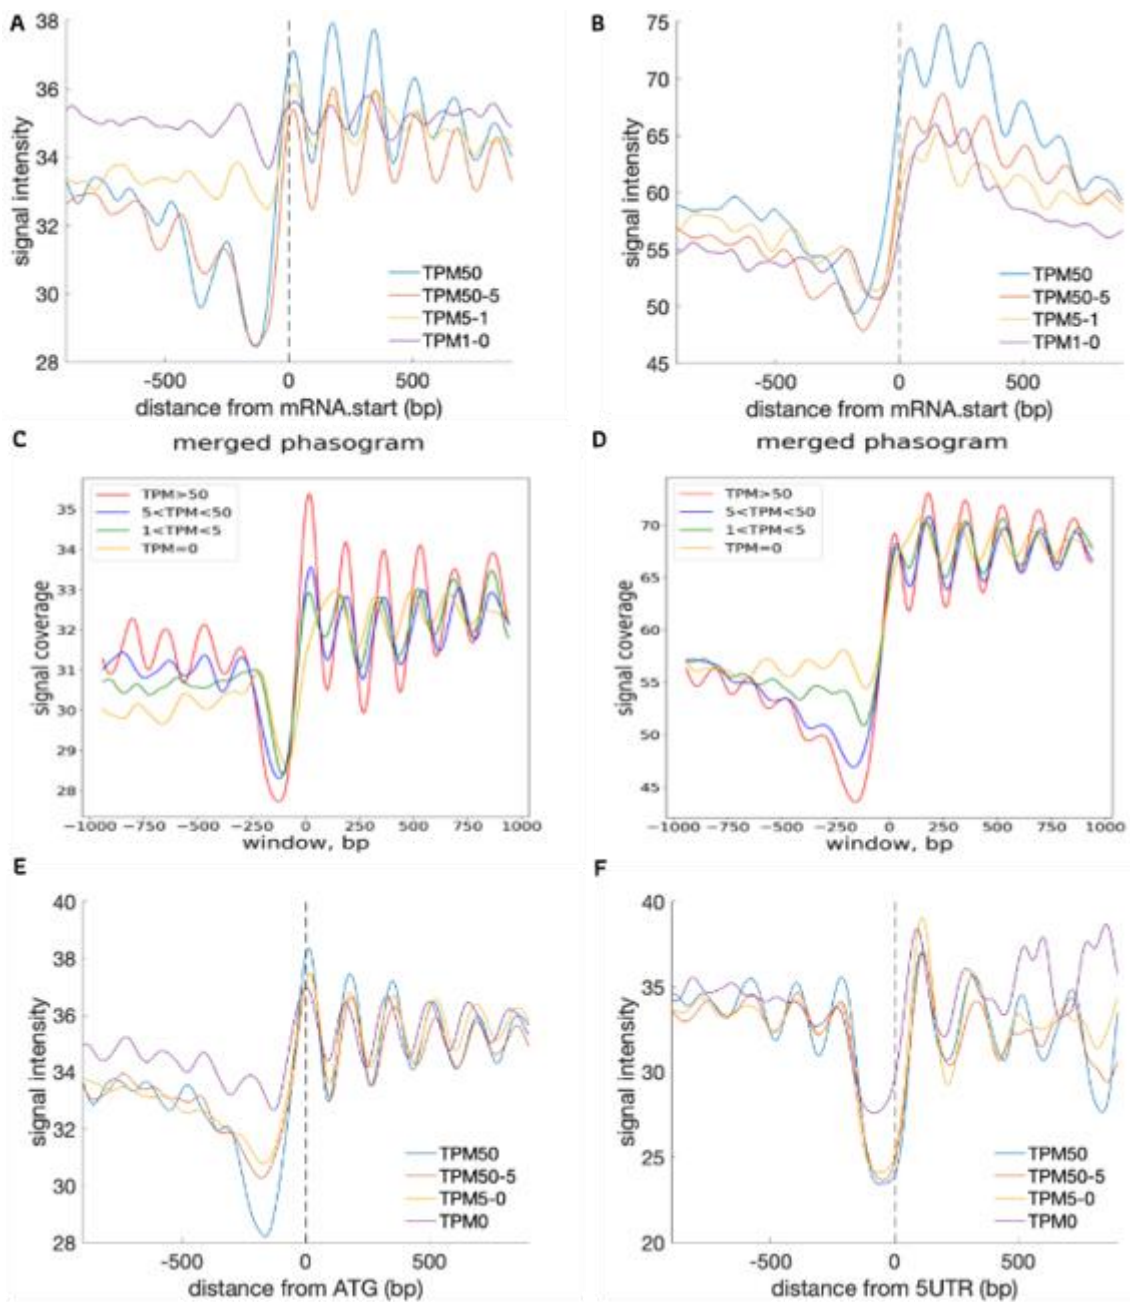 A
38
36
34
32
30
28
signal intensity
TPM50
TPM50-5
TPM5-1
TPM1-0
-500 0 500
distance from mRNA.start (bp)
B
75
70
65
60
55
50
45
signal intensity
TPM50
TPM50-5
TPM5-1
TPM1-0
-500 0 500
distance from mRNA.start (bp)
C
merged phasogram
TPM>50
5<TPM<50
1<TPM<5
TPM=0
35
34
33
32
31
30
29
28
signal coverage
−1000 −750 −500 −250 0 250 500 750 1000
window, bp
D
merged phasogram
TPM>50
5<TPM<50
1<TPM<5
TPM=0
70
65
60
55
50
45
signal coverage
−1000 −750 −500 −250 0 250 500 750 1000
window, bp
E
40
38
36
34
32
30
28
signal intensity
TPM50
TPM50-5
TPM5-0
TPM0
-500 0 500
distance from ATG (bp)
F
40
35
30
25
20
signal intensity
TPM50
TPM50-5
TPM5-0
TPM0
-500 0 500
distance from 5UTR (bp)